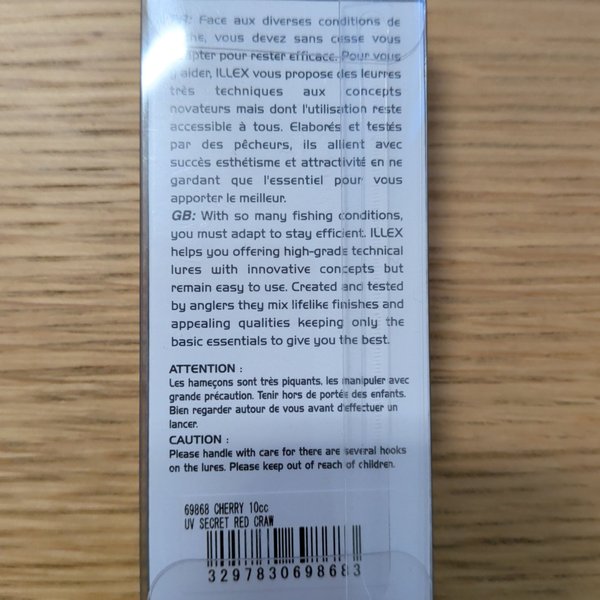 Face aux diverses conditions de
vous devez sans cesse vous
pour rester efficace. Pour vous
y aider, ILLEX vous propose des leurres
très techniques aux concepts
novateurs mais dont l'utilisation reste
accessible à tous. Elaborés et testés
par des pêcheurs, ils allient avec
succès esthétisme et attractivité en ne
gardant que l'essentiel pour vous
apporter le meilleur.
GB: With so many fishing conditions,
you must adapt to stay efficient. ILLEX
helps you offering high-grade technical
lures with innovative concepts but
remain easy to use. Created and tested
by anglers they mix lifelike finishes and
appealing qualities keeping only the
basic essentials to give you the best.
ATTENTION :
Les hameçons sont très piquants, les manipuler avec
grande précaution. Tenir hors de portée des enfants.
Bien regarder autour de vous avant d'effectuer un
lancer.
CAUTION :
Please handle with care for there are several hooks
on the lures. Please keep out of reach of children.
69868 CHERRY 10cc
UV SECRET RED CRAW
3297830698683